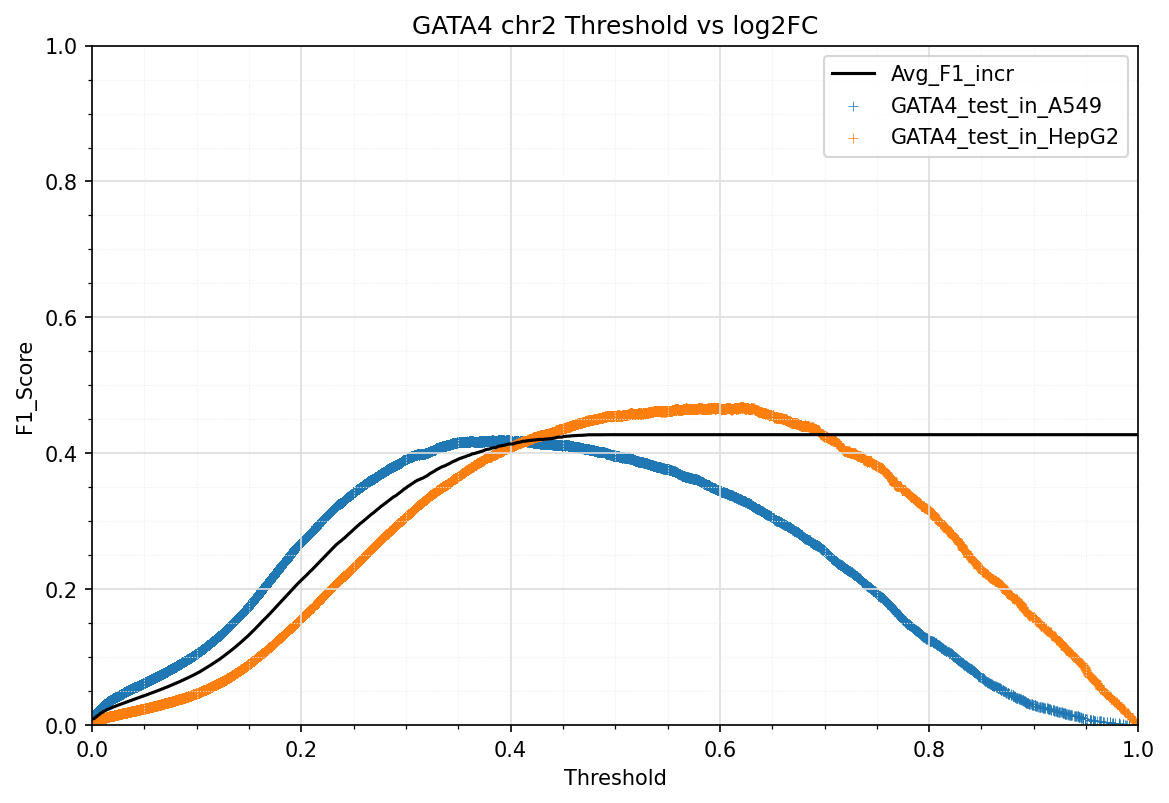 GATA4 chr2 Threshold vs log2FC
Avg_F1_incr
GATA4_test_in_A549
GATA4_test_in_HepG2
F1_Score
1.0
0.8
0.6
0.4
0.2
0.0
0.0 0.2 0.4 0.6 0.8 1.0
Threshold